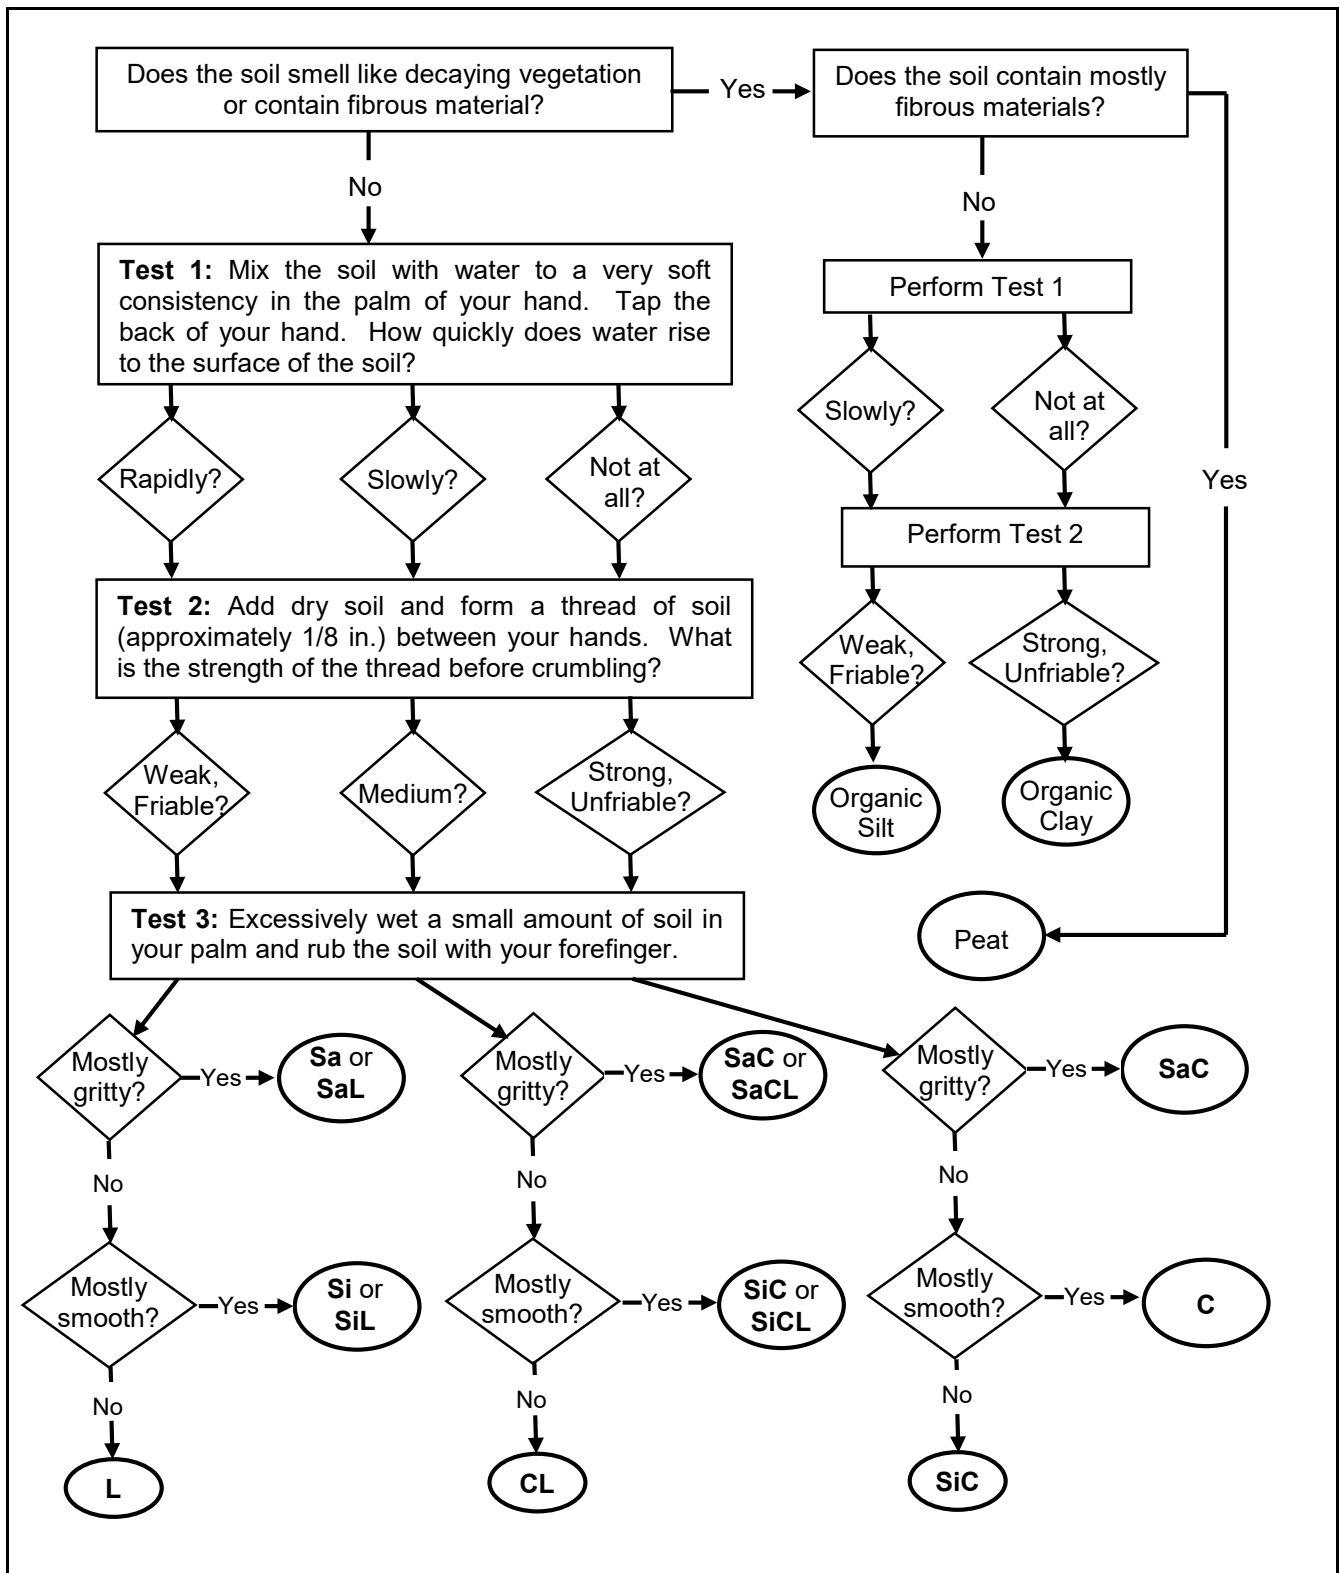 Does the soil smell like decaying vegetation
or contain fibrous material?
Yes
Does the soil contain mostly
fibrous materials?
No
No
Test 1: Mix the soil with water to a very soft
consistency in the palm of your hand. Tap the
back of your hand. How quickly does water rise
to the surface of the soil?
Perform Test 1
Rapidly?
Slowly?
Not at
all?
Slowly?
Not at
all?
Yes
Perform Test 2
Test 2: Add dry soil and form a thread of soil
(approximately 1/8 in.) between your hands. What
is the strength of the thread before crumbling?
Weak,
Friable?
Strong,
Unfriable?
Weak,
Friable?
Medium?
Strong,
Unfriable?
Organic
Silt
Organic
Clay
Test 3: Excessively wet a small amount of soil in
your palm and rub the soil with your forefinger.
Peat
Mostly
gritty?
Yes
Sa or
SaL
Mostly
gritty?
Yes
SaC or
SaCL
Mostly
gritty?
Yes
SaC
No
No
No
Mostly
smooth?
Yes
Si or
SiL
Mostly
smooth?
Yes
SiC or
SiCL
Mostly
smooth?
Yes
C
No
No
No
L
CL
SiC